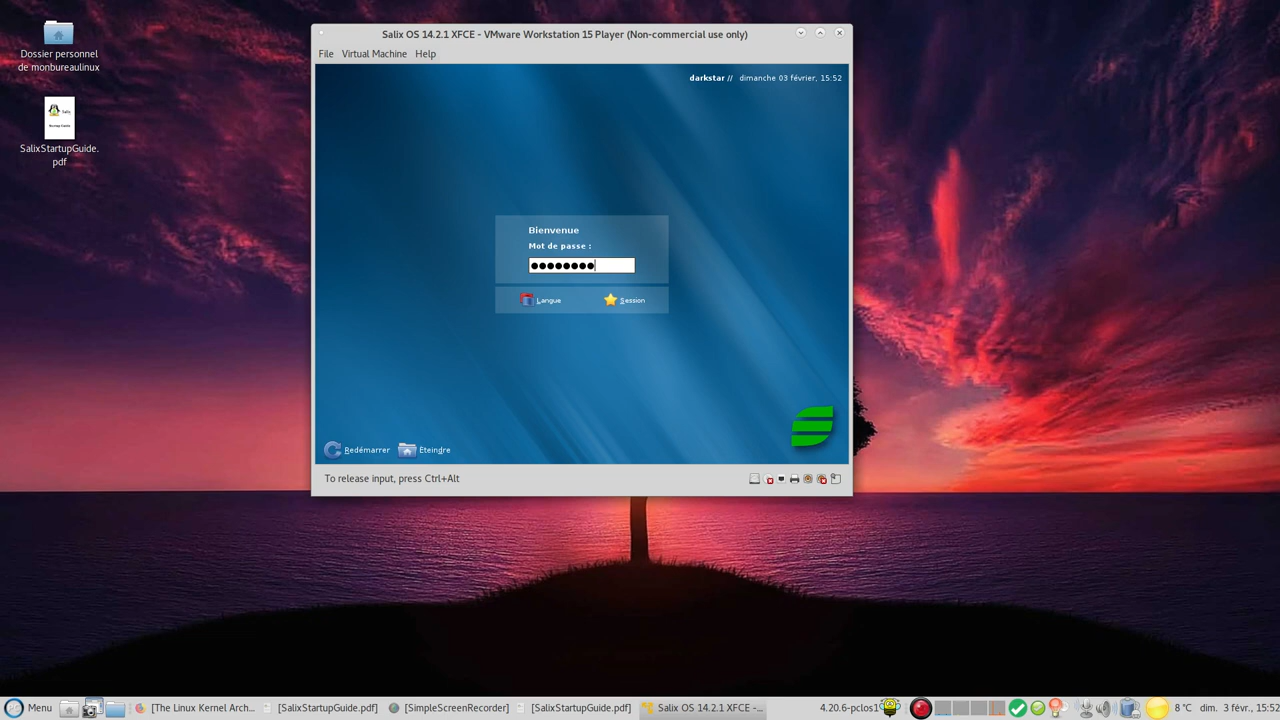 Salix OS 14.2.1 XFCE - VMware Workstation 15 Player (Non-commercial use only)
File Virtual Machine Help
darkstar // dimanche 03 février, 15:52
Dossier personnel
de monbureaulinux
Salix
Startup Guide
SalixStartupGuide.
pdf
Bienvenue
Mot de passe :
Langue Session
Redémarrer Eteindre
To release input, press Ctrl+Alt
Menu [The Linux Kernel Arch... [SalixStartupGuide.pdf] [SimpleScreenRecorder] [SalixStartupGuide.pdf] Salix OS 14.2.1 XFCE -... 4.20.6-pclos1 8 °C dim. 3 févr., 15:52